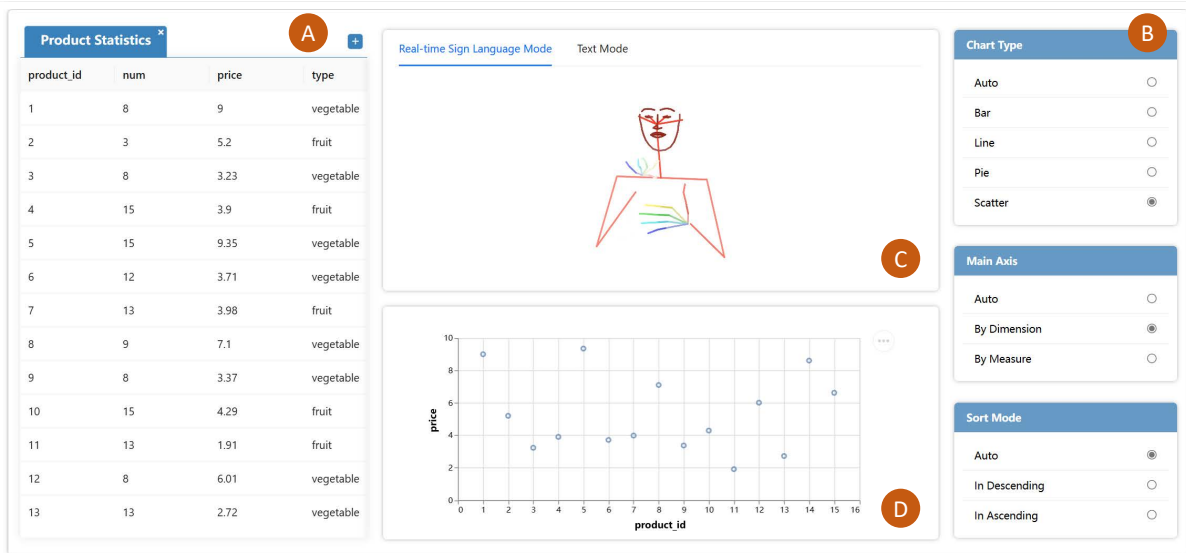 Product Statistics ×
A
+
product_id num price type
1 8 9 vegetable
2 3 5.2 fruit
3 8 3.23 vegetable
4 15 3.9 fruit
5 15 9.35 vegetable
6 12 3.71 vegetable
7 13 3.98 fruit
8 9 7.1 vegetable
9 8 3.37 vegetable
10 15 4.29 fruit
11 13 1.91 fruit
12 8 6.01 vegetable
13 13 2.72 vegetable
Real-time Sign Language Mode Text Mode
C
10
8
6
4
2
0
price
0 1 2 3 4 5 6 7 8 9 10 11 12 13 14 15 16
product_id
D
B
Chart Type
Auto
Bar
Line
Pie
Scatter
Main Axis
Auto
By Dimension
By Measure
Sort Mode
Auto
In Descending
In Ascending